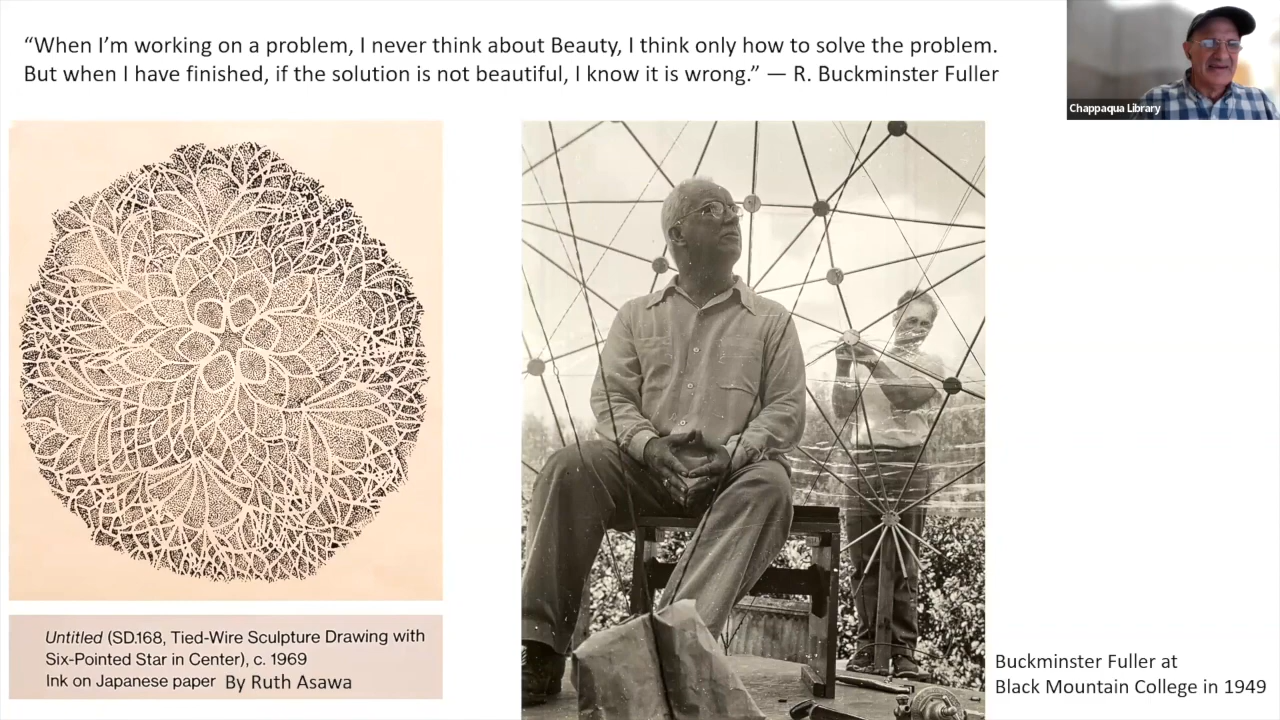 “When I’m working on a problem, I never think about Beauty, I think only how to solve the problem.
But when I have finished, if the solution is not beautiful, I know it is wrong.” — R. Buckminster Fuller
Chappaqua Library
Untitled (SD.168, Tied-Wire Sculpture Drawing with
Six-Pointed Star in Center), c. 1969
Ink on Japanese paper By Ruth Asawa
Buckminster Fuller at
Black Mountain College in 1949